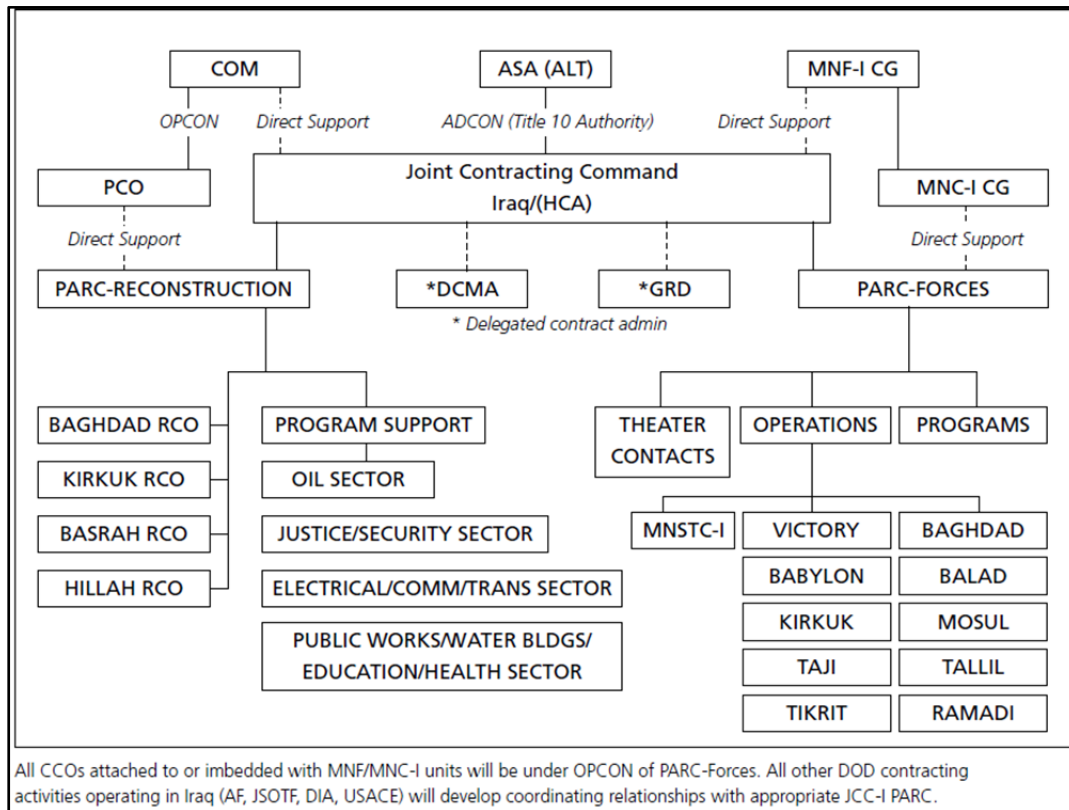 COM
ASA (ALT)
MNF-I CG
OPCON
Direct Support
ADCON (Title 10 Authority)
Direct Support
Joint Contracting Command
Iraq/(HCA)
PCO
MNC-I CG
Direct Support
Direct Support
PARC-RECONSTRUCTION
*DCMA
*GRD
PARC-FORCES
* Delegated contract admin
BAGHDAD RCO
PROGRAM SUPPORT
THEATER
CONTACTS
OPERATIONS
PROGRAMS
KIRKUK RCO
OIL SECTOR
BASRAH RCO
JUSTICE/SECURITY SECTOR
MNSTC-I
VICTORY
BAGHDAD
HILLAH RCO
ELECTRICAL/COMM/TRANS SECTOR
BABYLON
BALAD
PUBLIC WORKS/WATER BLDGS/
EDUCATION/HEALTH SECTOR
KIRKUK
MOSUL
TAJI
TALLIL
TIKRIT
RAMADI
All CCOs attached to or imbedded with MNF/MNC-I units will be under OPCON of PARC-Forces. All other DOD contracting
activities operating in Iraq (AF, JSOTF, DIA, USACE) will develop coordinating relationships with appropriate JCC-I PARC.